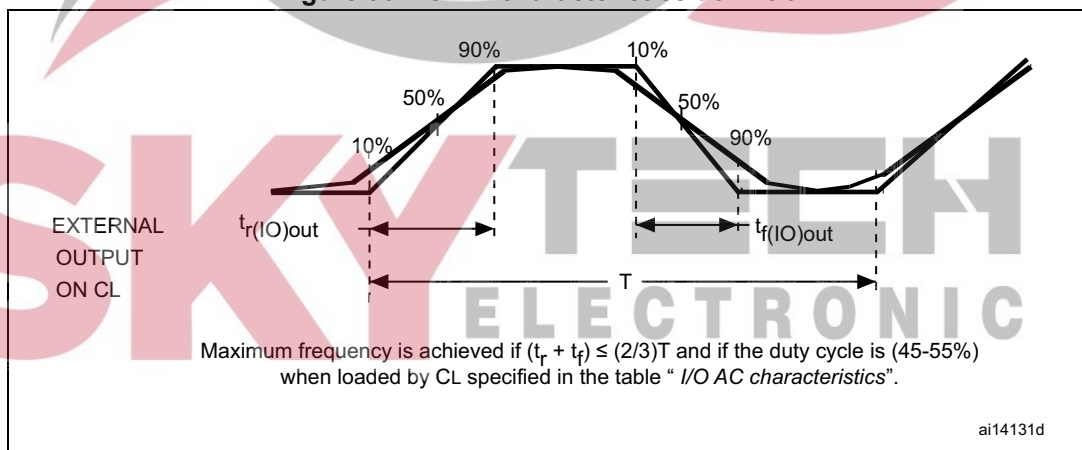 90% 10%
50% 50%
10% 90%
EXTERNAL
OUTPUT
ON CL
tr(IO)out
tf(IO)out
T
SKYTECH
ELECTRONIC
Maximum frequency is achieved if (tr + tf) ≤ (2/3)T and if the duty cycle is (45-55%)
when loaded by CL specified in the table “ I/O AC characteristics”.
ai14131d